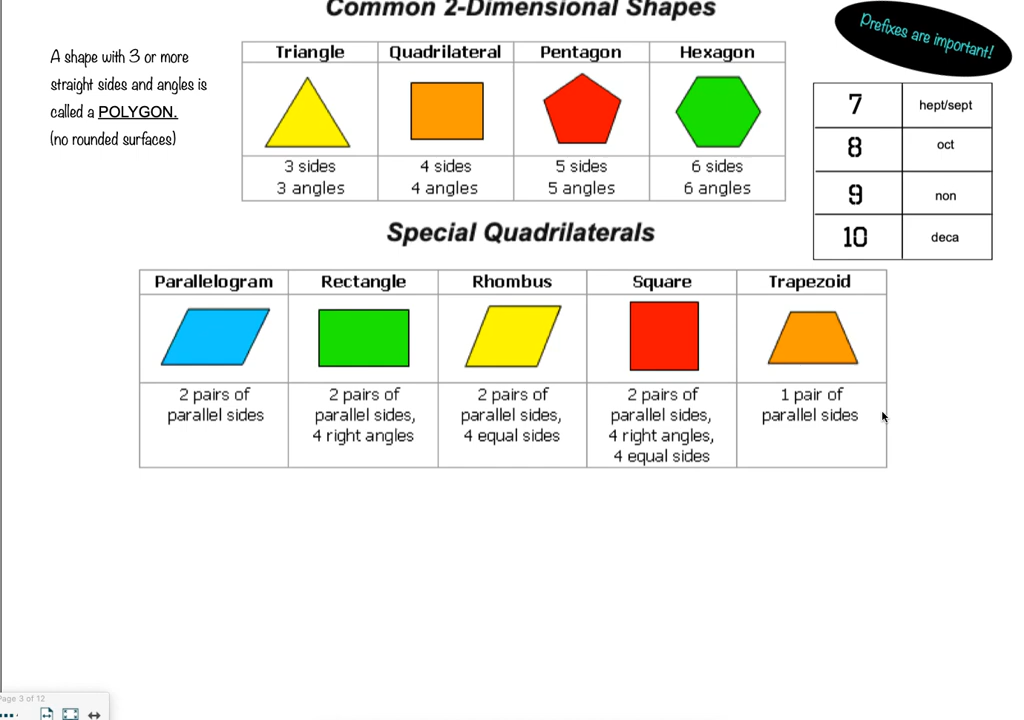 Common 2-Dimensional Shapes
Prefixes are important!
A shape with 3 or more
straight sides and angles is
called a POLYGON.
(no rounded surfaces)
Triangle Quadrilateral Pentagon Hexagon
3 sides 4 sides 5 sides 6 sides
3 angles 4 angles 5 angles 6 angles
7 hept/sept
8 oct
9 non
10 deca
Special Quadrilaterals
Parallelogram Rectangle Rhombus Square Trapezoid
2 pairs of 2 pairs of 2 pairs of 2 pairs of 1 pair of
parallel sides parallel sides, parallel sides, parallel sides, parallel sides
4 right angles 4 equal sides 4 right angles,
4 equal sides
Page 3 of 12